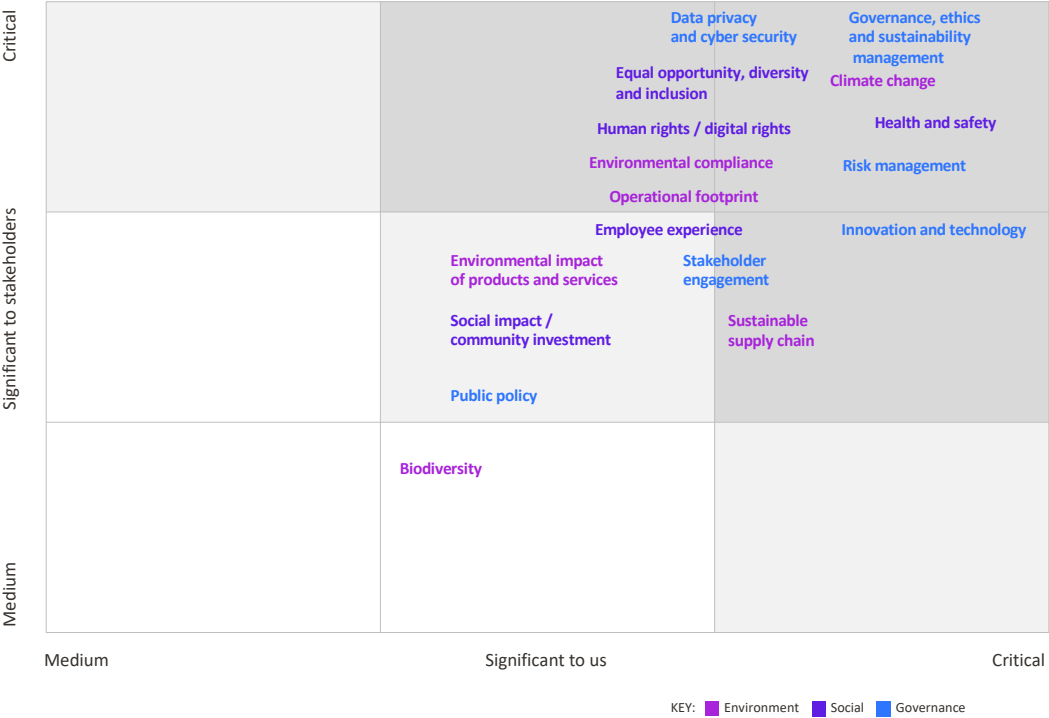 Critical
Significant to stakeholders
Medium
Data privacy
and cyber security
Governance, ethics
and sustainability
management
Equal opportunity, diversity
and inclusion
Climate change
Human rights / digital rights
Health and safety
Environmental compliance
Risk management
Operational footprint
Employee experience
Innovation and technology
Environmental impact
of products and services
Stakeholder
engagement
Social impact /
community investment
Sustainable
supply chain
Public policy
Biodiversity
Medium
Significant to us
Critical
KEY: Environment Social Governance